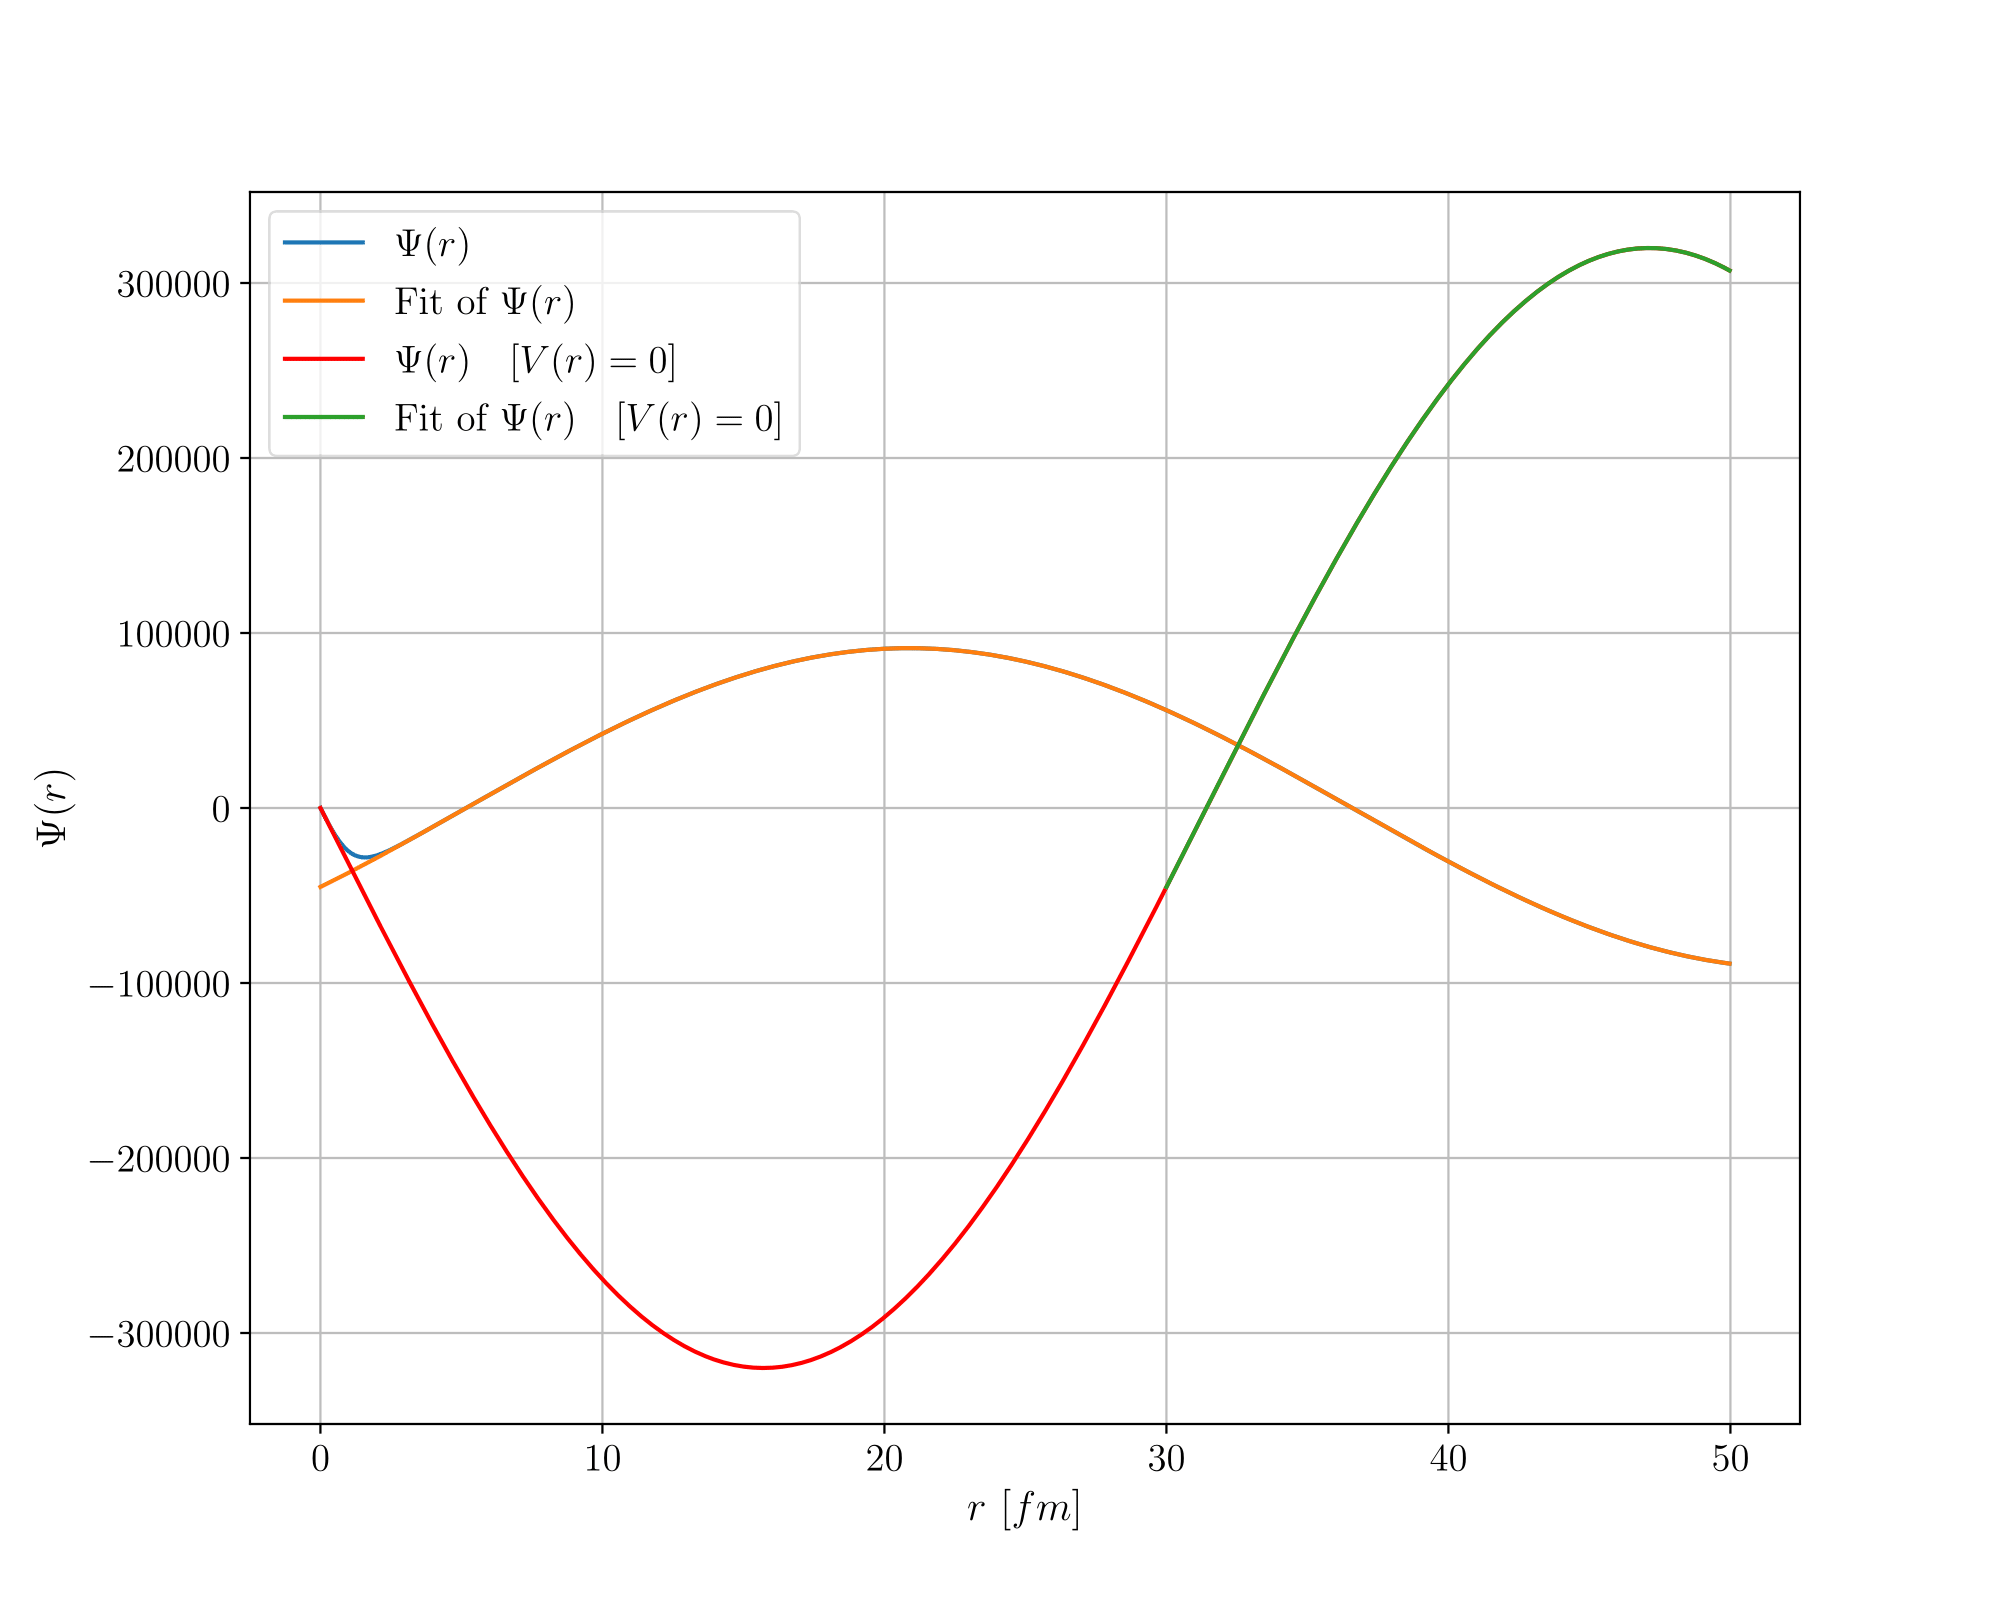 Ψ(r)
Fit of Ψ(r)
Ψ(r) [V(r) = 0]
Fit of Ψ(r) [V(r) = 0]
300000
200000
100000
0
−100000
−200000
−300000
Ψ(r)
0 10 20 30 40 50
r [fm]